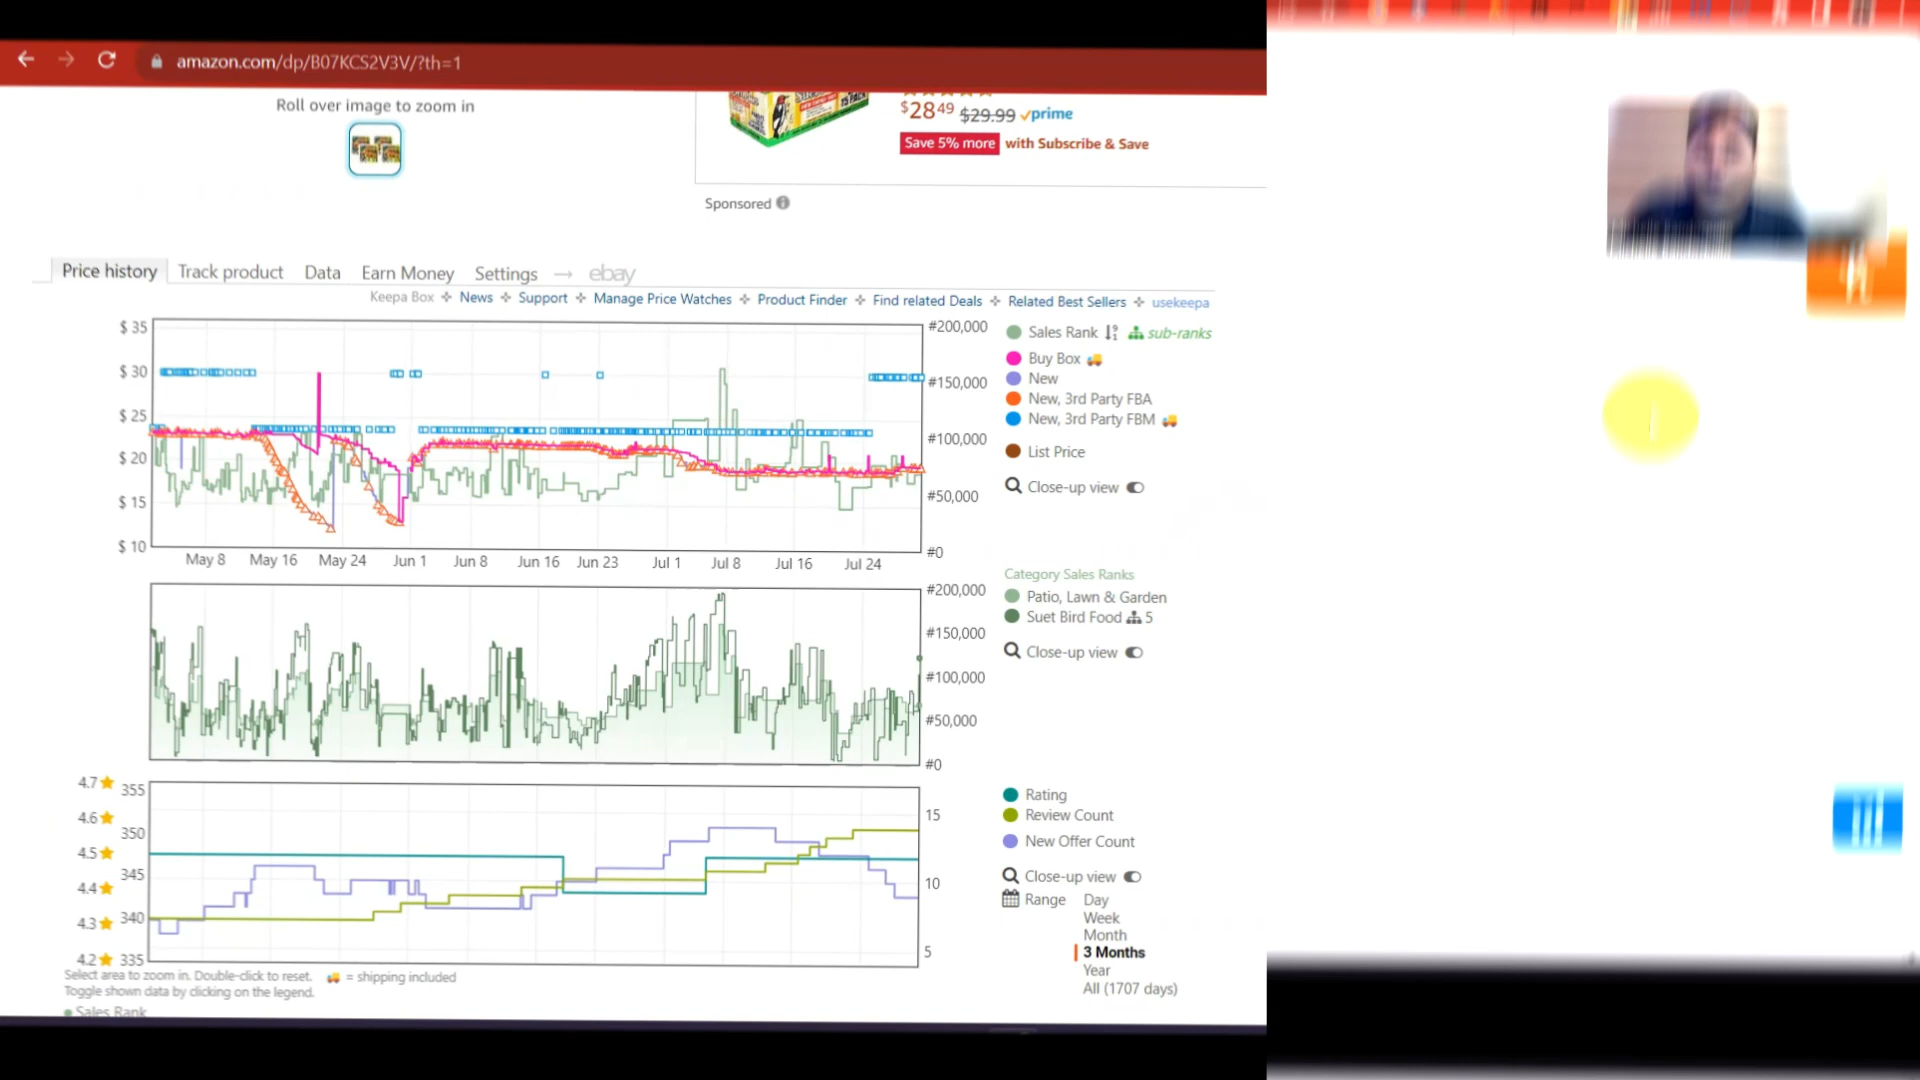 amazon.com/dp/B07KCS2V3V/?th=1
Roll over image to zoom in
15 PACK
$28 49 $29.99 prime
Save 5% more with Subscribe & Save
Sponsored
Price history Track product Data Earn Money Settings → ebay
Keepa Box News Support Manage Price Watches Product Finder Find related Deals Related Best Sellers usekeepa
$ 35
$ 30
$ 25
$ 20
$ 15
$ 10
#200,000
#150,000
#100,000
#50,000
#0
May 8 May 16 May 24 Jun 1 Jun 8 Jun 16 Jun 23 Jul 1 Jul 8 Jul 16 Jul 24
Sales Rank sub-ranks
Buy Box
New
New, 3rd Party FBA
New, 3rd Party FBM
List Price
Close-up view
#200,000
#150,000
#100,000
#50,000
#0
Category Sales Ranks
Patio, Lawn & Garden
Suet Bird Food 5
Close-up view
4.7 355
4.6
350
4.5
345
4.4
4.3 340
4.2 335
15
10
5
Rating
Review Count
New Offer Count
Close-up view
Range Day
Week
Month
3 Months
Year
All (1707 days)
Select area to zoom in. Double-click to reset. = shipping included
Toggle shown data by clicking on the legend.
Sales Rank